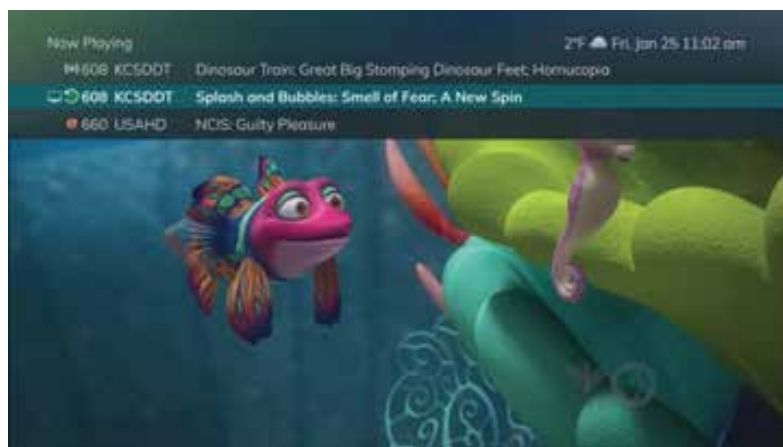 Now Playing
2°F Fri, Jan 25 11:02 am
608 KCSDDT Dinosaur Train: Great Big Stomping Dinosaur Feet; Hornucopia
608 KCSDDT Splash and Bubbles: Smell of Fear; A New Spin
660 USAHD NCIS: Guilty Pleasure